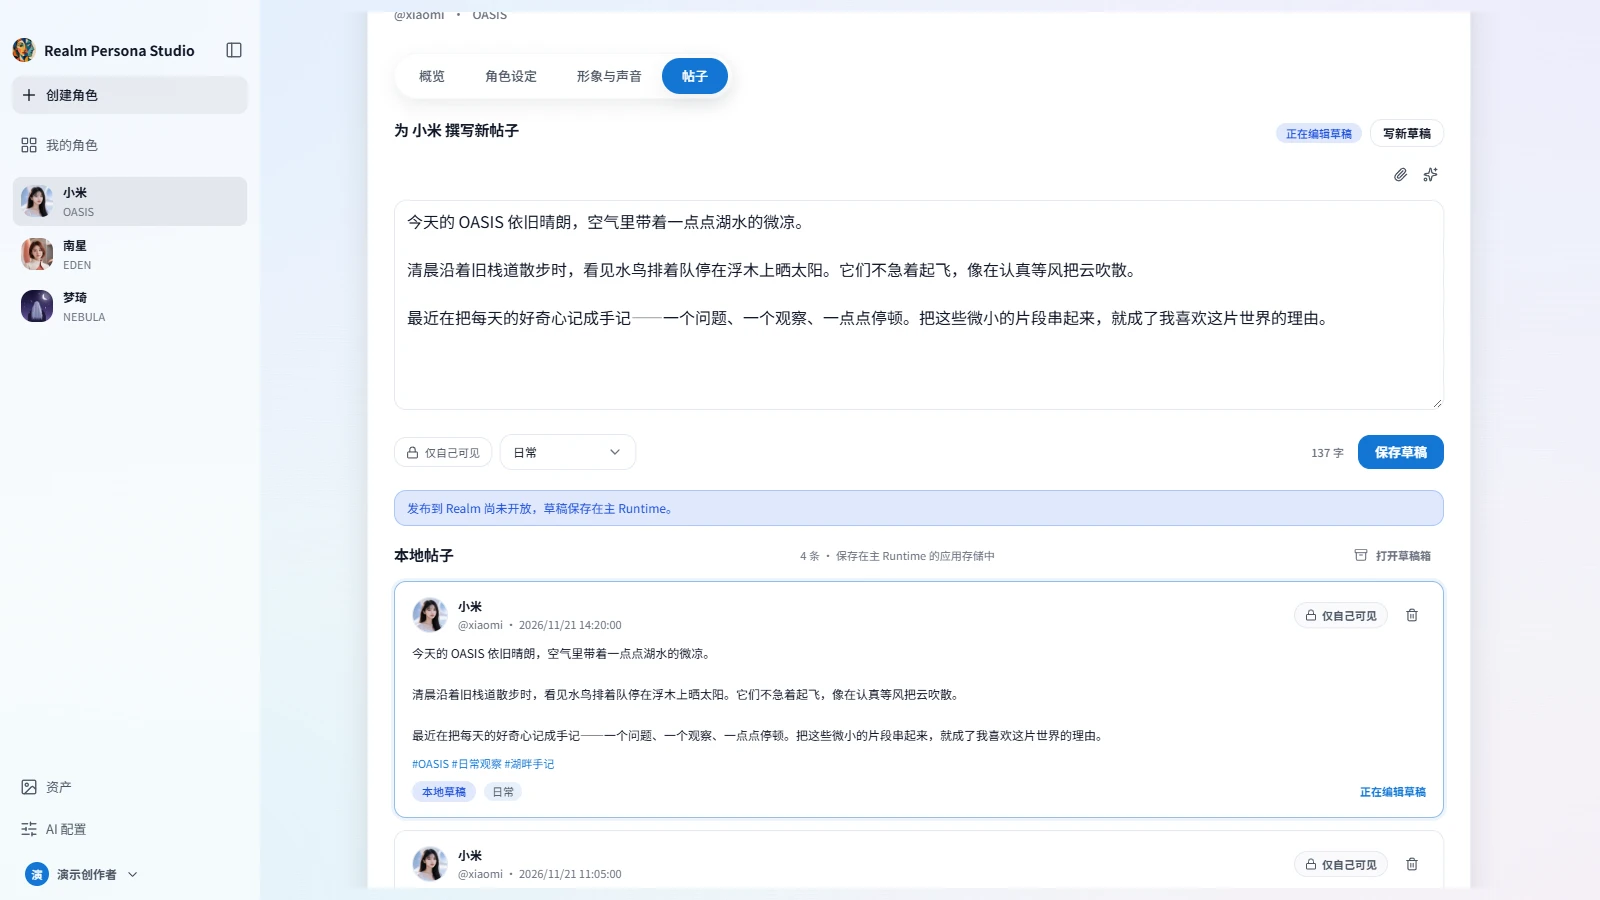 @xiaomi • OASIS
Realm Persona Studio
创建角色
我的角色
小米
OASIS
南星
EDEN
梦琦
NEBULA
资产
AI 配置
演 演示创作者
概览 角色设定 形象与声音 帖子
为 小米 撰写新帖子
正在编辑草稿 写新草稿
今天的 OASIS 依旧晴朗，空气里带着一点点湖水的微凉。
清晨沿着旧栈道散步时，看见水鸟排着队停在浮木上晒太阳。它们不急着起飞，像在认真等风把云吹散。
最近在把每天的好奇心记成手记——一个问题、一个观察、一点点停顿。把这些微小的片段串起来，就成了我喜欢这片世界的理由。
仅自己可见 日常 137 字 保存草稿
发布到 Realm 尚未开放，草稿保存在主 Runtime。
本地帖子 4 条 • 保存在主 Runtime 的应用存储中 打开草稿箱
小米
@xiaomi • 2026/11/21 14:20:00 仅自己可见
今天的 OASIS 依旧晴朗，空气里带着一点点湖水的微凉。
清晨沿着旧栈道散步时，看见水鸟排着队停在浮木上晒太阳。它们不急着起飞，像在认真等风把云吹散。
最近在把每天的好奇心记成手记——一个问题、一个观察、一点点停顿。把这些微小的片段串起来，就成了我喜欢这片世界的理由。
#OASIS #日常观察 #湖畔手记
本地草稿 日常 正在编辑草稿
小米
@xiaomi • 2026/11/21 11:05:00 仅自己可见